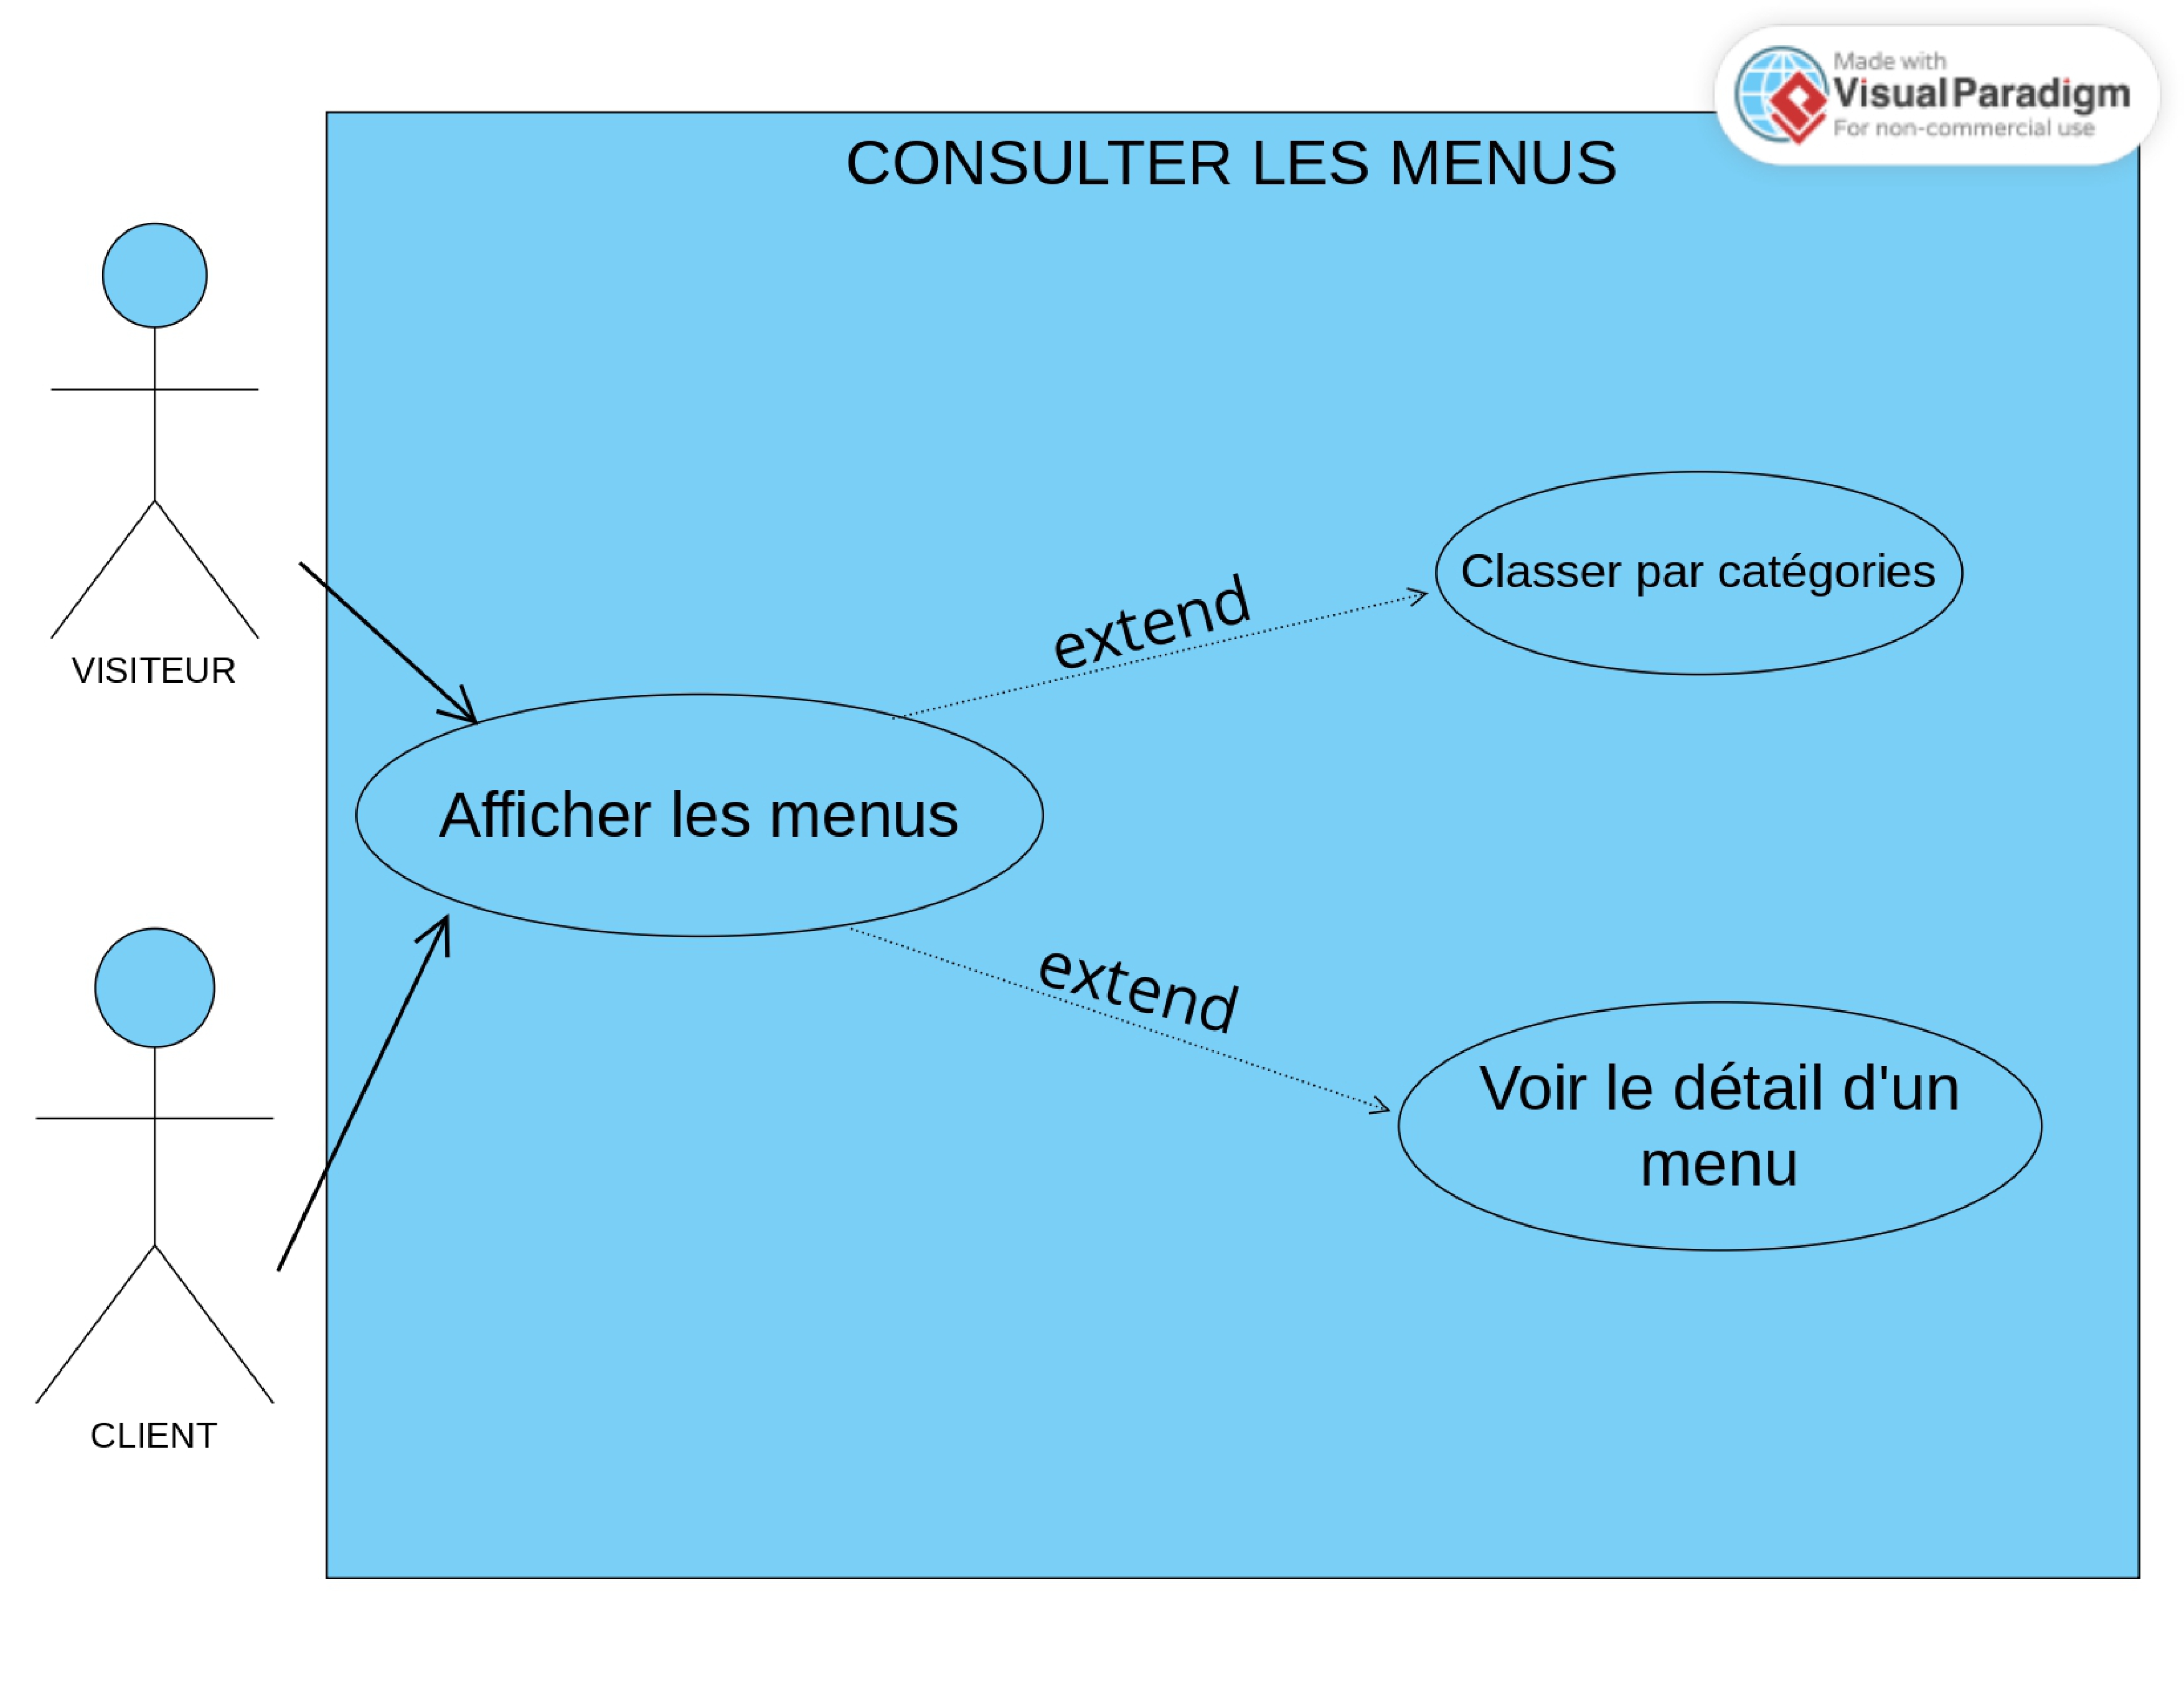 Made with
Visual Paradigm
For non-commercial use
CONSULTER LES MENUS
VISITEUR
extend
Classer par catégories
Afficher les menus
extend
Voir le détail d'un
menu
CLIENT